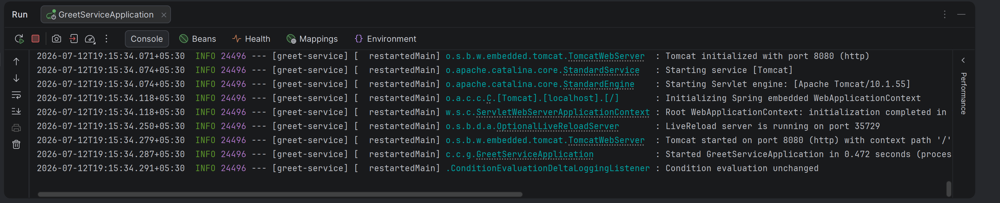 Run GreetServiceApplication
Console Beans Health Mappings Environment
2026-07-12T19:15:34.071+05:30  INFO 24496 --- [greet-service] [  restartedMain] o.s.b.w.embedded.tomcat.TomcatWebServer  : Tomcat initialized with port 8080 (http)
2026-07-12T19:15:34.074+05:30  INFO 24496 --- [greet-service] [  restartedMain] o.apache.catalina.core.StandardService   : Starting service [Tomcat]
2026-07-12T19:15:34.074+05:30  INFO 24496 --- [greet-service] [  restartedMain] o.apache.catalina.core.StandardEngine    : Starting Servlet engine: [Apache Tomcat/10.1.55]
2026-07-12T19:15:34.118+05:30  INFO 24496 --- [greet-service] [  restartedMain] o.a.c.c.C.[Tomcat].[localhost].[/]       : Initializing Spring embedded WebApplicationContext
2026-07-12T19:15:34.118+05:30  INFO 24496 --- [greet-service] [  restartedMain] w.s.c.ServletWebServerApplicationContext : Root WebApplicationContext: initialization completed in
2026-07-12T19:15:34.250+05:30  INFO 24496 --- [greet-service] [  restartedMain] o.s.b.d.a.OptionalLiveReloadServer       : LiveReload server is running on port 35729
2026-07-12T19:15:34.279+05:30  INFO 24496 --- [greet-service] [  restartedMain] o.s.b.w.embedded.tomcat.TomcatWebServer  : Tomcat started on port 8080 (http) with context path '/'
2026-07-12T19:15:34.287+05:30  INFO 24496 --- [greet-service] [  restartedMain] c.c.g.GreetServiceApplication            : Started GreetServiceApplication in 0.472 seconds (proces
2026-07-12T19:15:34.291+05:30  INFO 24496 --- [greet-service] [  restartedMain] .ConditionEvaluationDeltaLoggingListener : Condition evaluation unchanged
Performance